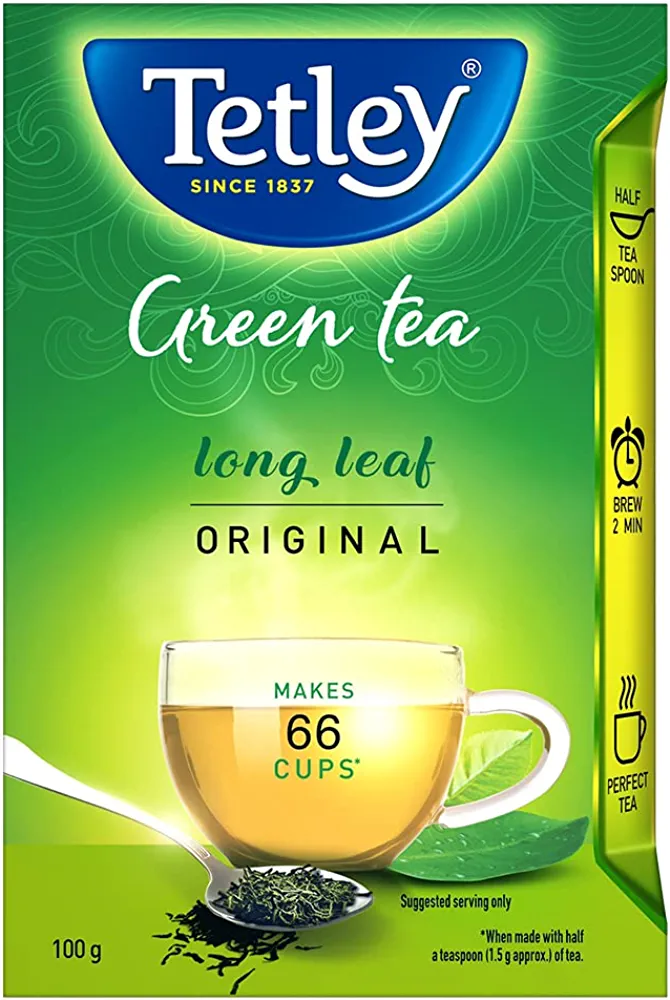 Tetley®
SINCE 1837
Green tea
long leaf
ORIGINAL
MAKES
66
CUPS*
Suggested serving only
*When made with half
a teaspoon (1.5 g approx.) of tea.
100 g
HALF
TEA
SPOON
BREW
2 MIN
PERFECT
TEA